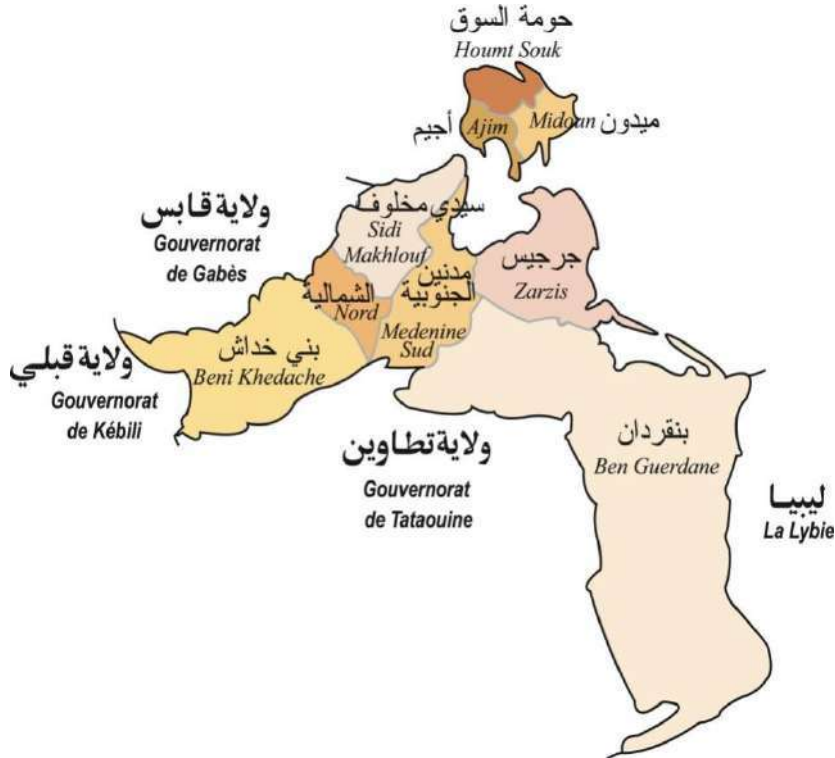 حومة السوق
Houmt Souk
أجيم
Ajim
Midoun
ميدون
ولاية قابس
Gouvernorat
de Gabès
سيدي مخلوف
Sidi
Makhlouf
مدنين
الجنوبية
Medenine
Sud
الشمالية
Nord
جرجيس
Zarzis
ولاية قبلي
Gouvernorat
de Kébili
بني خداش
Beni Khedache
ولاية تطاوين
Gouvernorat
de Tataouine
بنقردان
Ben Guerdane
ليبيا
La Lybie